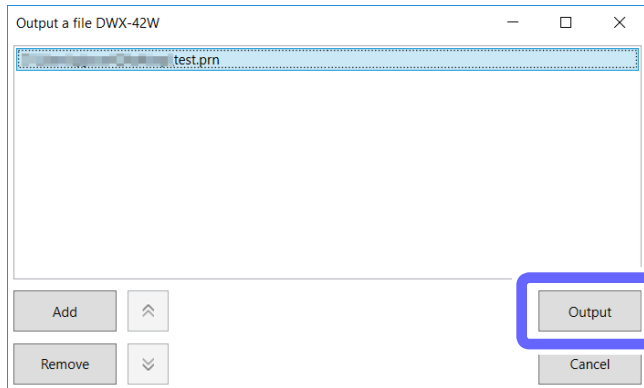 Output a file DWX-42W
test.prn
Add
Output
Remove
Cancel